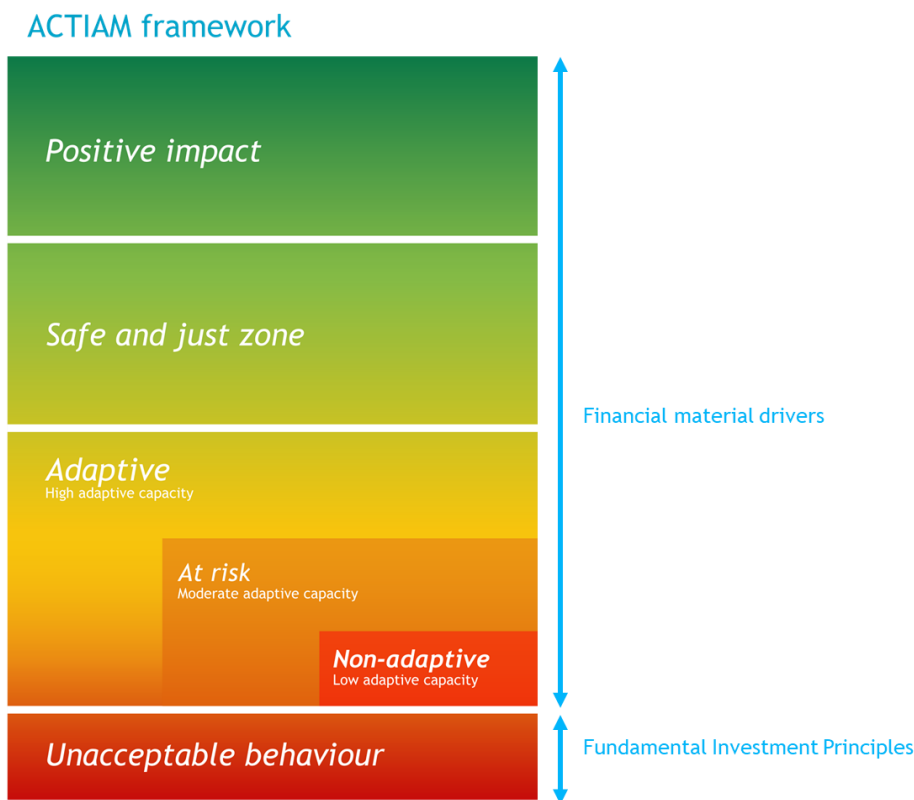 ACTIAM framework
Positive impact
Safe and just zone
Financial material drivers
Adaptive
High adaptive capacity
At risk
Moderate adaptive capacity
Non-adaptive
Low adaptive capacity
Unacceptable behaviour
Fundamental Investment Principles